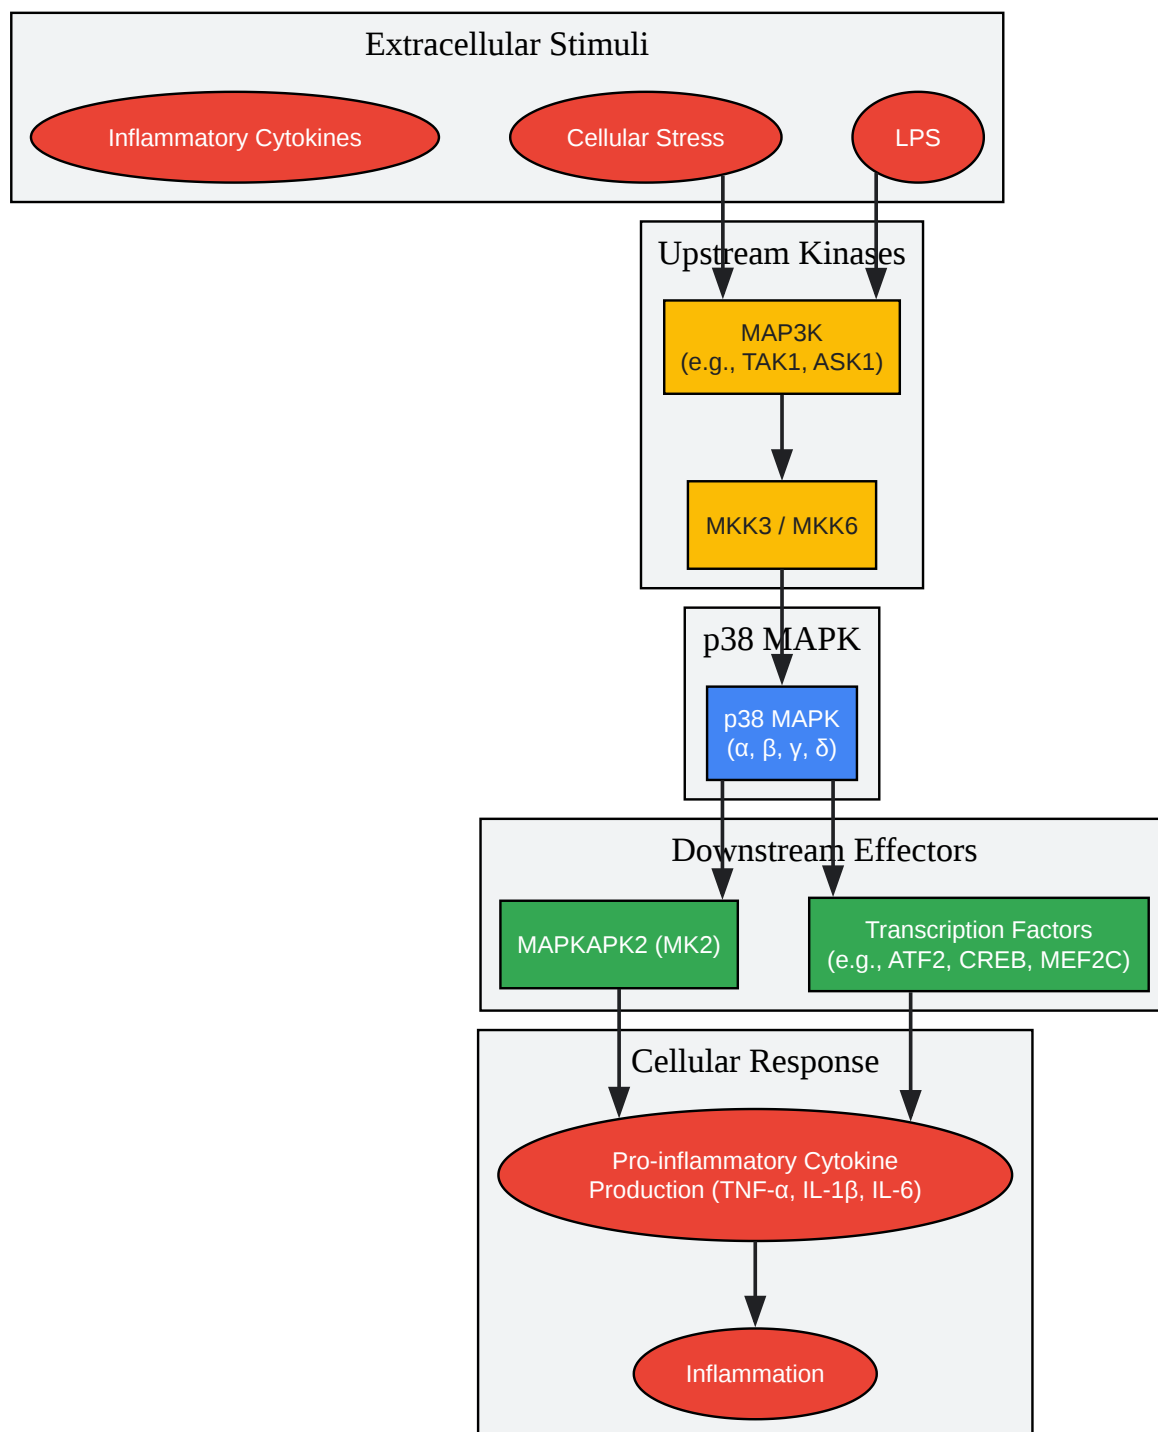 Extracellular Stimuli
Inflammatory Cytokines
Cellular Stress
LPS
Upstream Kinases
MAP3K
(e.g., TAK1, ASK1)
MKK3 / MKK6
p38 MAPK
p38 MAPK
(α, β, γ, δ)
Downstream Effectors
MAPKAPK2 (MK2)
Transcription Factors
(e.g., ATF2, CREB, MEF2C)
Cellular Response
Pro-inflammatory Cytokine
Production (TNF-α, IL-1β, IL-6)
Inflammation